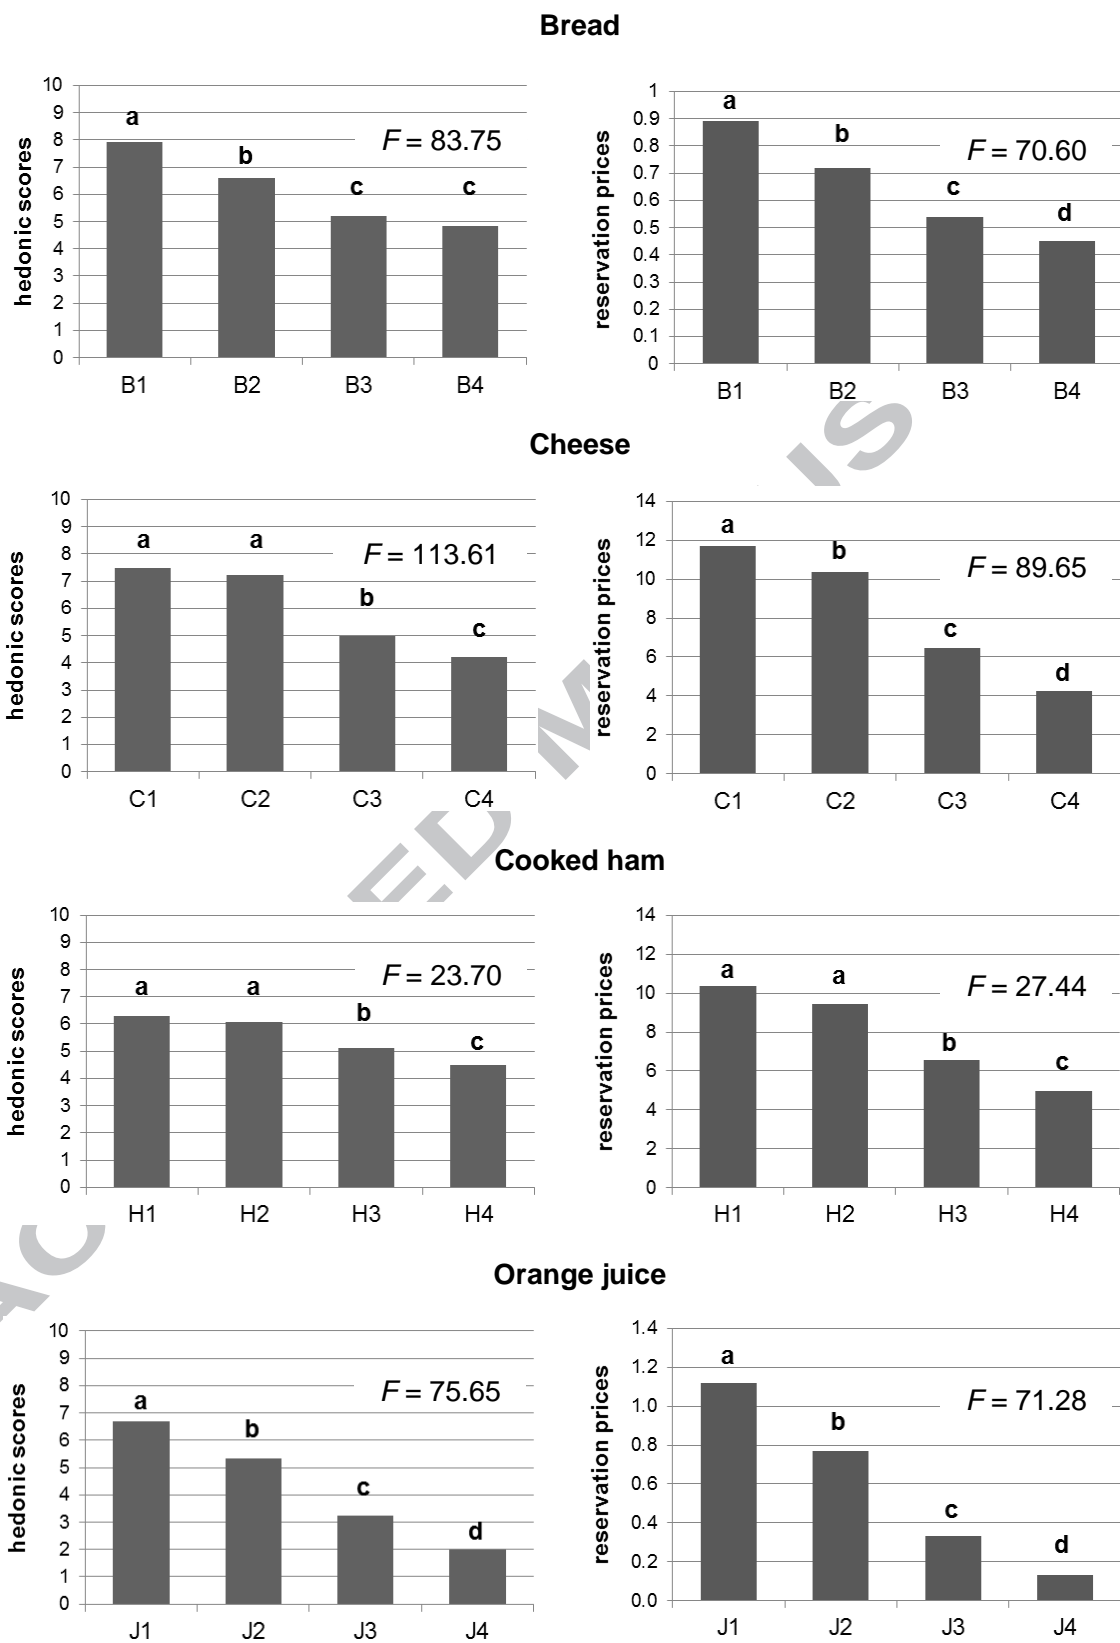 Bread
hedonic scores
10
9
8
7
6
5
4
3
2
1
0
a
b
c
c
F = 83.75
B1 B2 B3 B4
reservation prices
1
0.9
0.8
0.7
0.6
0.5
0.4
0.3
0.2
0.1
0
a
b
c
d
F = 70.60
B1 B2 B3 B4
Cheese
hedonic scores
10
9
8
7
6
5
4
3
2
1
0
a
a
b
c
F = 113.61
C1 C2 C3 C4
reservation prices
14
12
10
8
6
4
2
0
a
b
c
d
F = 89.65
C1 C2 C3 C4
Cooked ham
hedonic scores
10
9
8
7
6
5
4
3
2
1
0
a
a
b
c
F = 23.70
H1 H2 H3 H4
reservation prices
14
12
10
8
6
4
2
0
a
a
b
c
F = 27.44
H1 H2 H3 H4
Orange juice
hedonic scores
10
9
8
7
6
5
4
3
2
1
0
a
b
c
d
F = 75.65
J1 J2 J3 J4
reservation prices
1.4
1.2
1.0
0.8
0.6
0.4
0.2
0.0
a
b
c
d
F = 71.28
J1 J2 J3 J4